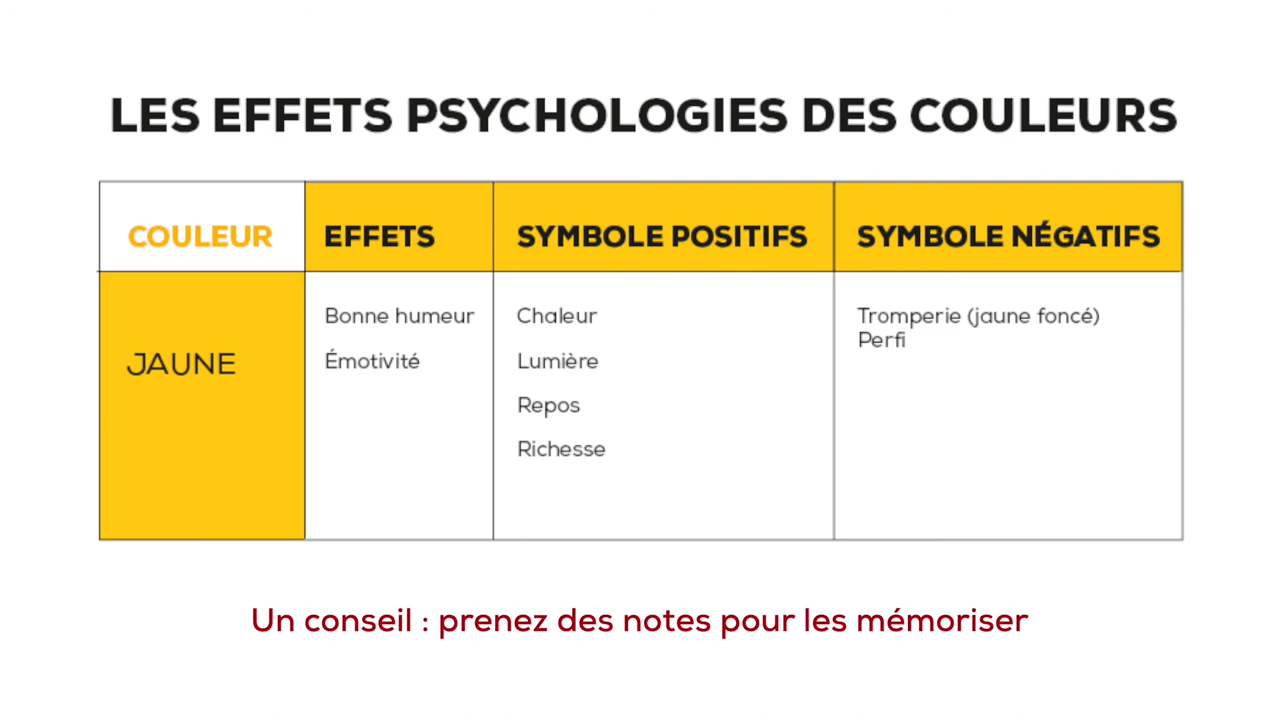 LES EFFETS PSYCHOLOGIES DES COULEURS
COULEUR
EFFETS
SYMBOLE POSITIFS
SYMBOLE NÉGATIFS
JAUNE
Bonne humeur
Émotivité
Chaleur
Lumière
Repos
Richesse
Tromperie (jaune foncé)
Perfi
Un conseil : prenez des notes pour les mémoriser